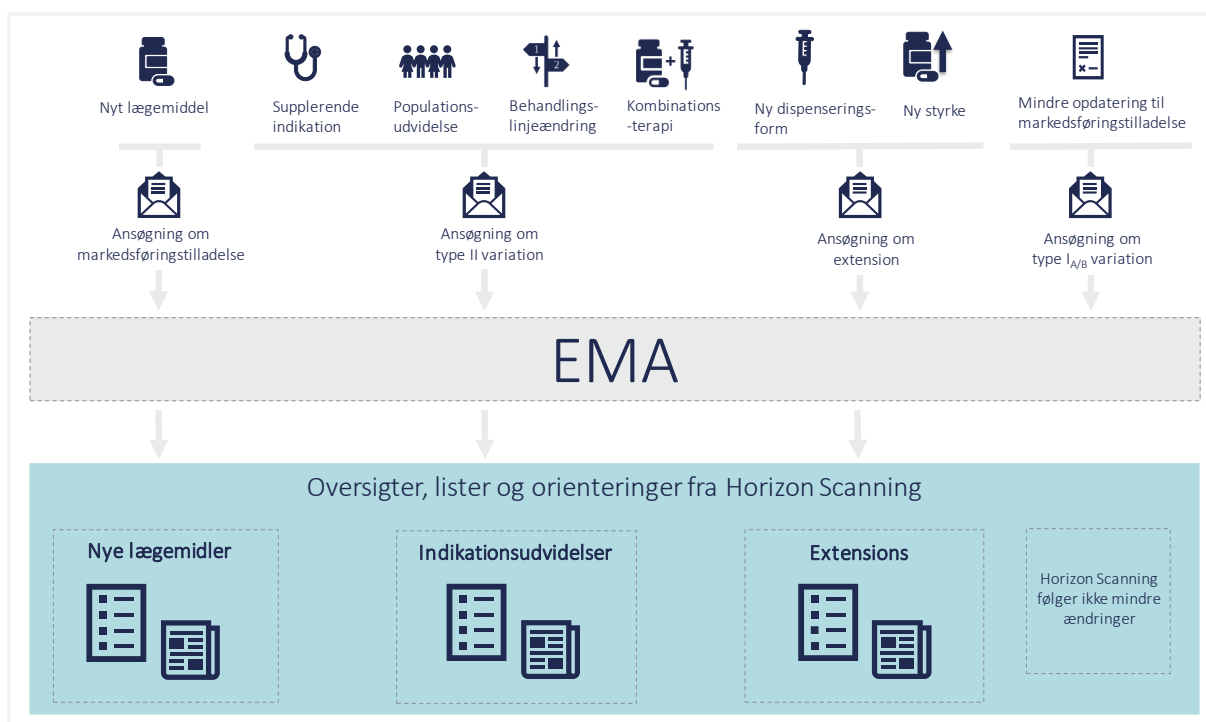 Nyt lægemiddel
Supplerende
indikation
Populations-
udvidelse
1
2
Behandlings-
linjeændring
+
Kombinations
-terapi
Ny dispenserings-
form
Ny styrke
Mindre opdatering til
markedsføringstilladelse
Ansøgning om
markedsføringstilladelse
Ansøgning om
type II variation
Ansøgning om
extension
Ansøgning om
type I A/B variation
EMA
Oversigter, lister og orienteringer fra Horizon Scanning
Nye lægemidler
Indikationsudvidelser
Extensions
Horizon Scanning
følger ikke mindre
ændringer